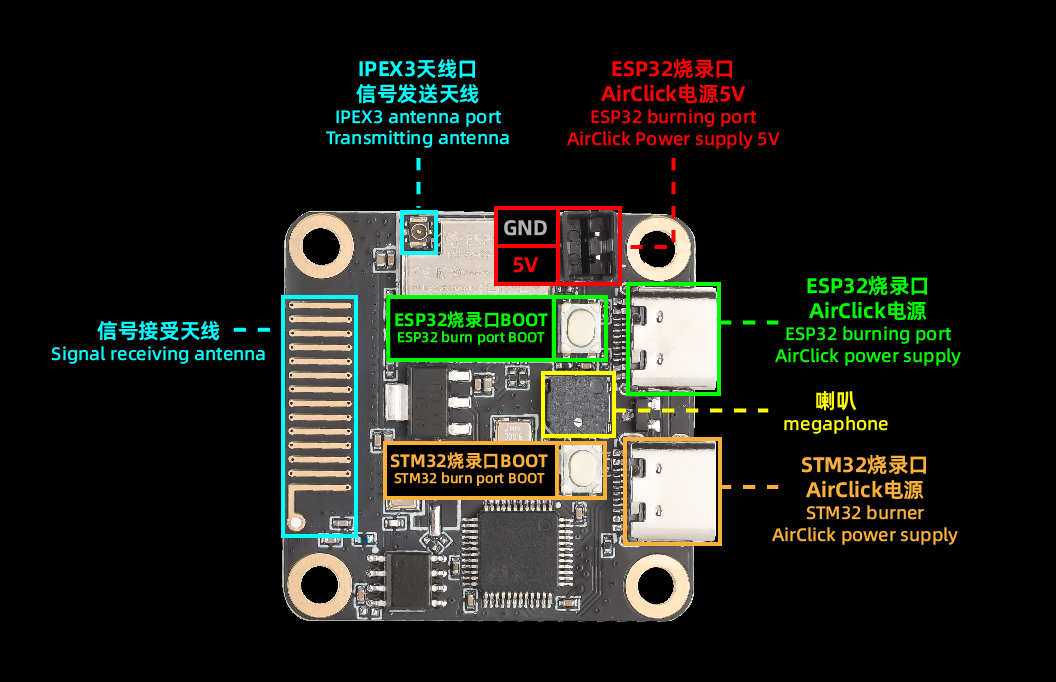 IPEX3天线口
信号发送天线
IPEX3 antenna port
Transmitting antenna
ESP32烧录口
AirClick电源5V
ESP32 burning port
AirClick Power supply 5V
GND
5V
信号接受天线
Signal receiving antenna
ESP32烧录口BOOT
ESP32 burn port BOOT
ESP32烧录口
AirClick电源
ESP32 burning port
AirClick power supply
喇叭
megaphone
STM32烧录口BOOT
STM32 burn port BOOT
STM32烧录口
AirClick电源
STM32 burner
AirClick power supply